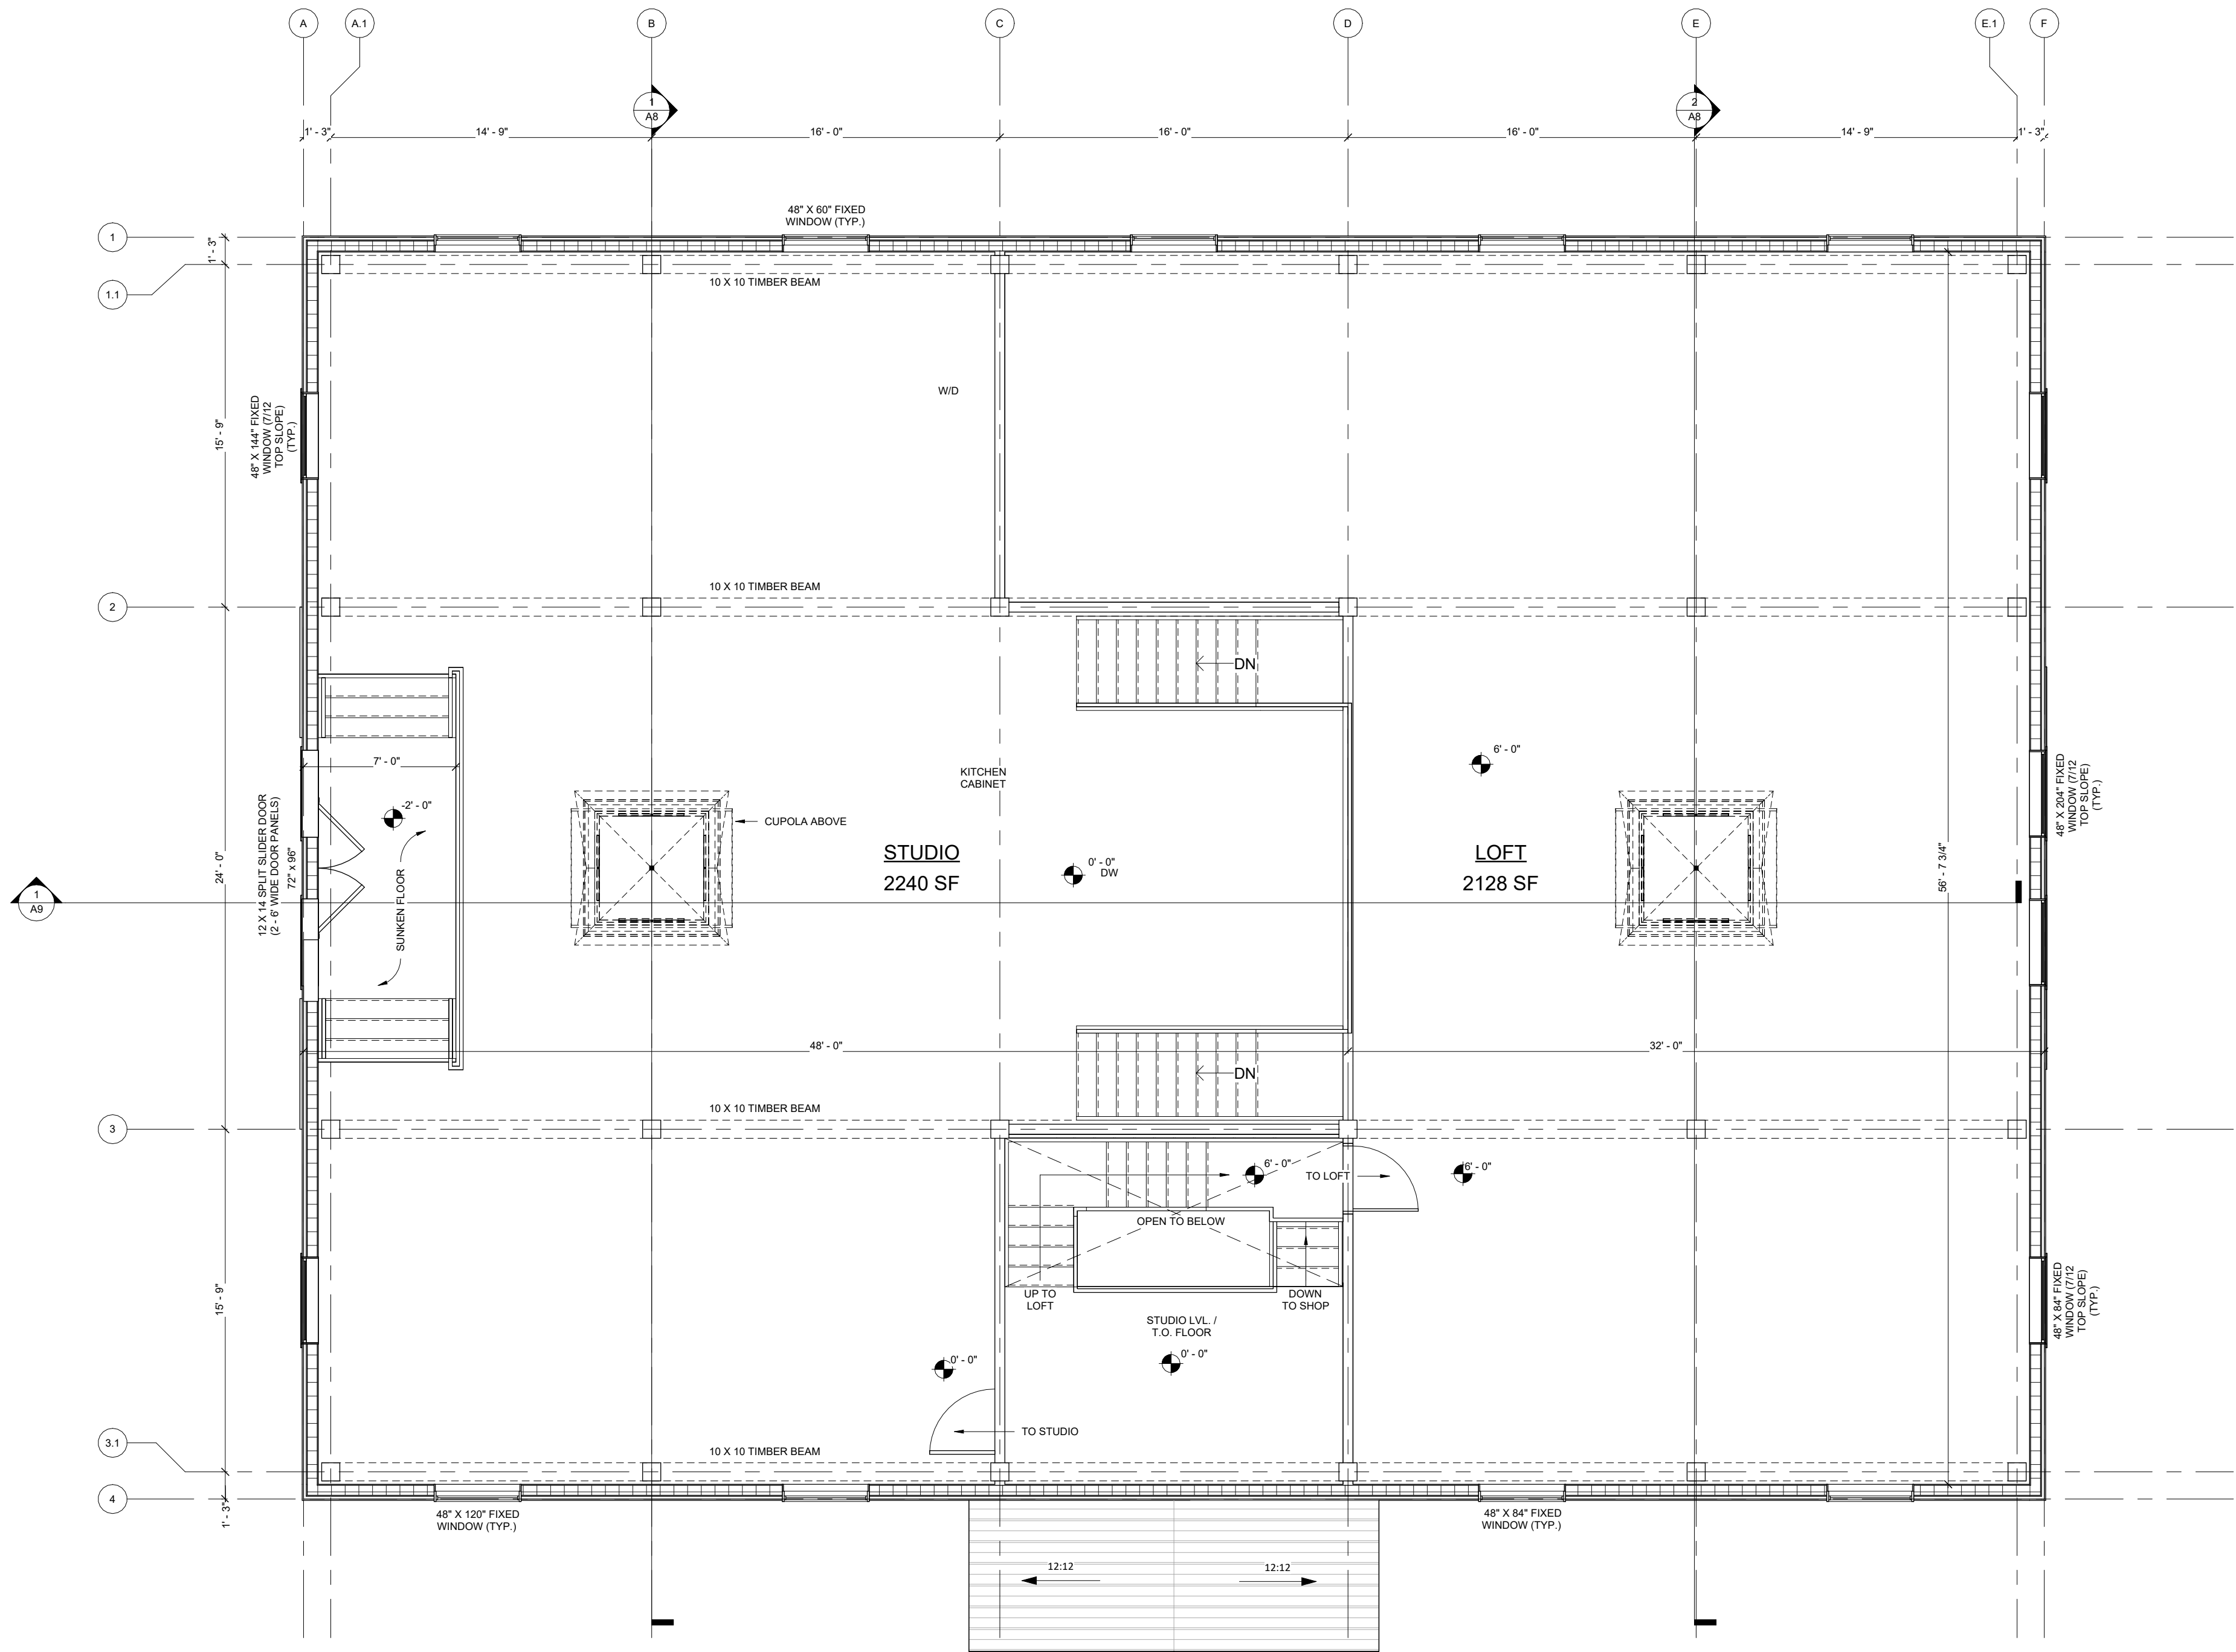 A
A.1
B
C
D
E
E.1
F
1
A8
2
A8
1' - 3"
14' - 9"
16' - 0"
16' - 0"
16' - 0"
14' - 9"
1' - 3"
48" X 60" FIXED
WINDOW (TYP.)
1
1' - 3"
1.1
10 X 10 TIMBER BEAM
W/D
15' - 9"
48" X 144" FIXED
WINDOW (7/12
TOP SLOPE)
(TYP.)
10 X 10 TIMBER BEAM
2
DN
7' - 0"
-2' - 0"
KITCHEN
CABINET
6' - 0"
48" X 204" FIXED
WINDOW (7/12
TOP SLOPE)
(TYP.)
CUPOLA ABOVE
STUDIO
2240 SF
0' - 0"
DW
LOFT
2128 SF
56' - 7 3/4"
24' - 0"
12 X 14 SPLIT SLIDER DOOR
(2 - 6' WIDE DOOR PANELS)
72" x 96"
SUNKEN FLOOR
1
A9
48' - 0"
32' - 0"
DN
10 X 10 TIMBER BEAM
3
6' - 0"
TO LOFT
6' - 0"
OPEN TO BELOW
UP TO
LOFT
DOWN
TO SHOP
15' - 9"
48" X 84" FIXED
WINDOW (7/12
TOP SLOPE)
(TYP.)
STUDIO LVL. /
T.O. FLOOR
0' - 0"
0' - 0"
TO STUDIO
3.1
10 X 10 TIMBER BEAM
4
1' - 3"
48" X 120" FIXED
WINDOW (TYP.)
48" X 84" FIXED
WINDOW (TYP.)
12:12
12:12